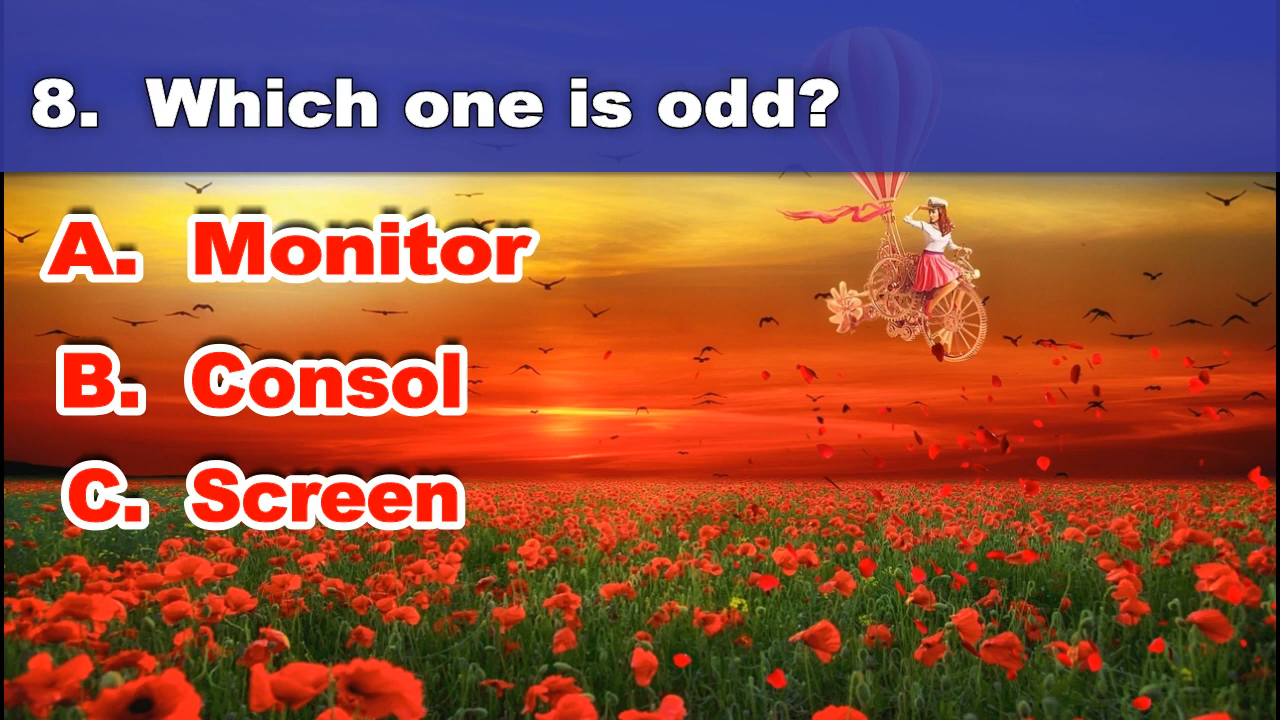 8. Which one is odd?
A. Monitor
B. Consol
C. Screen